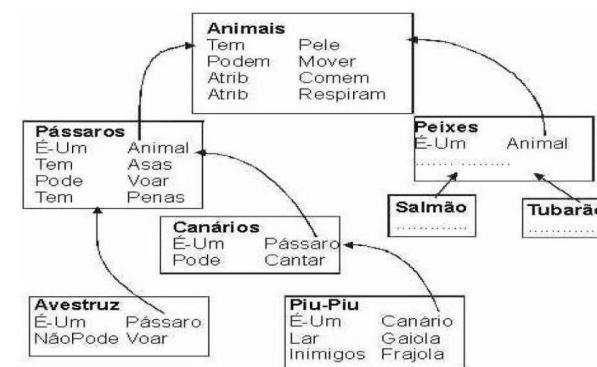 Animais
Tem Pele
Podem Mover
Atrib Comem
Atrib Respiram
Pássaros
É-Um Animal
Tem Asas
Pode Voar
Tem Penas
Peixes
É-Um Animal
....... ........
Salmão
............
Tubarão
............
Canários
É-Um Pássaro
Pode Cantar
Avestruz
É-Um Pássaro
NãoPode Voar
Piu-Piu
É-Um Canário
Lar Gaiola
Inimigos Frajola